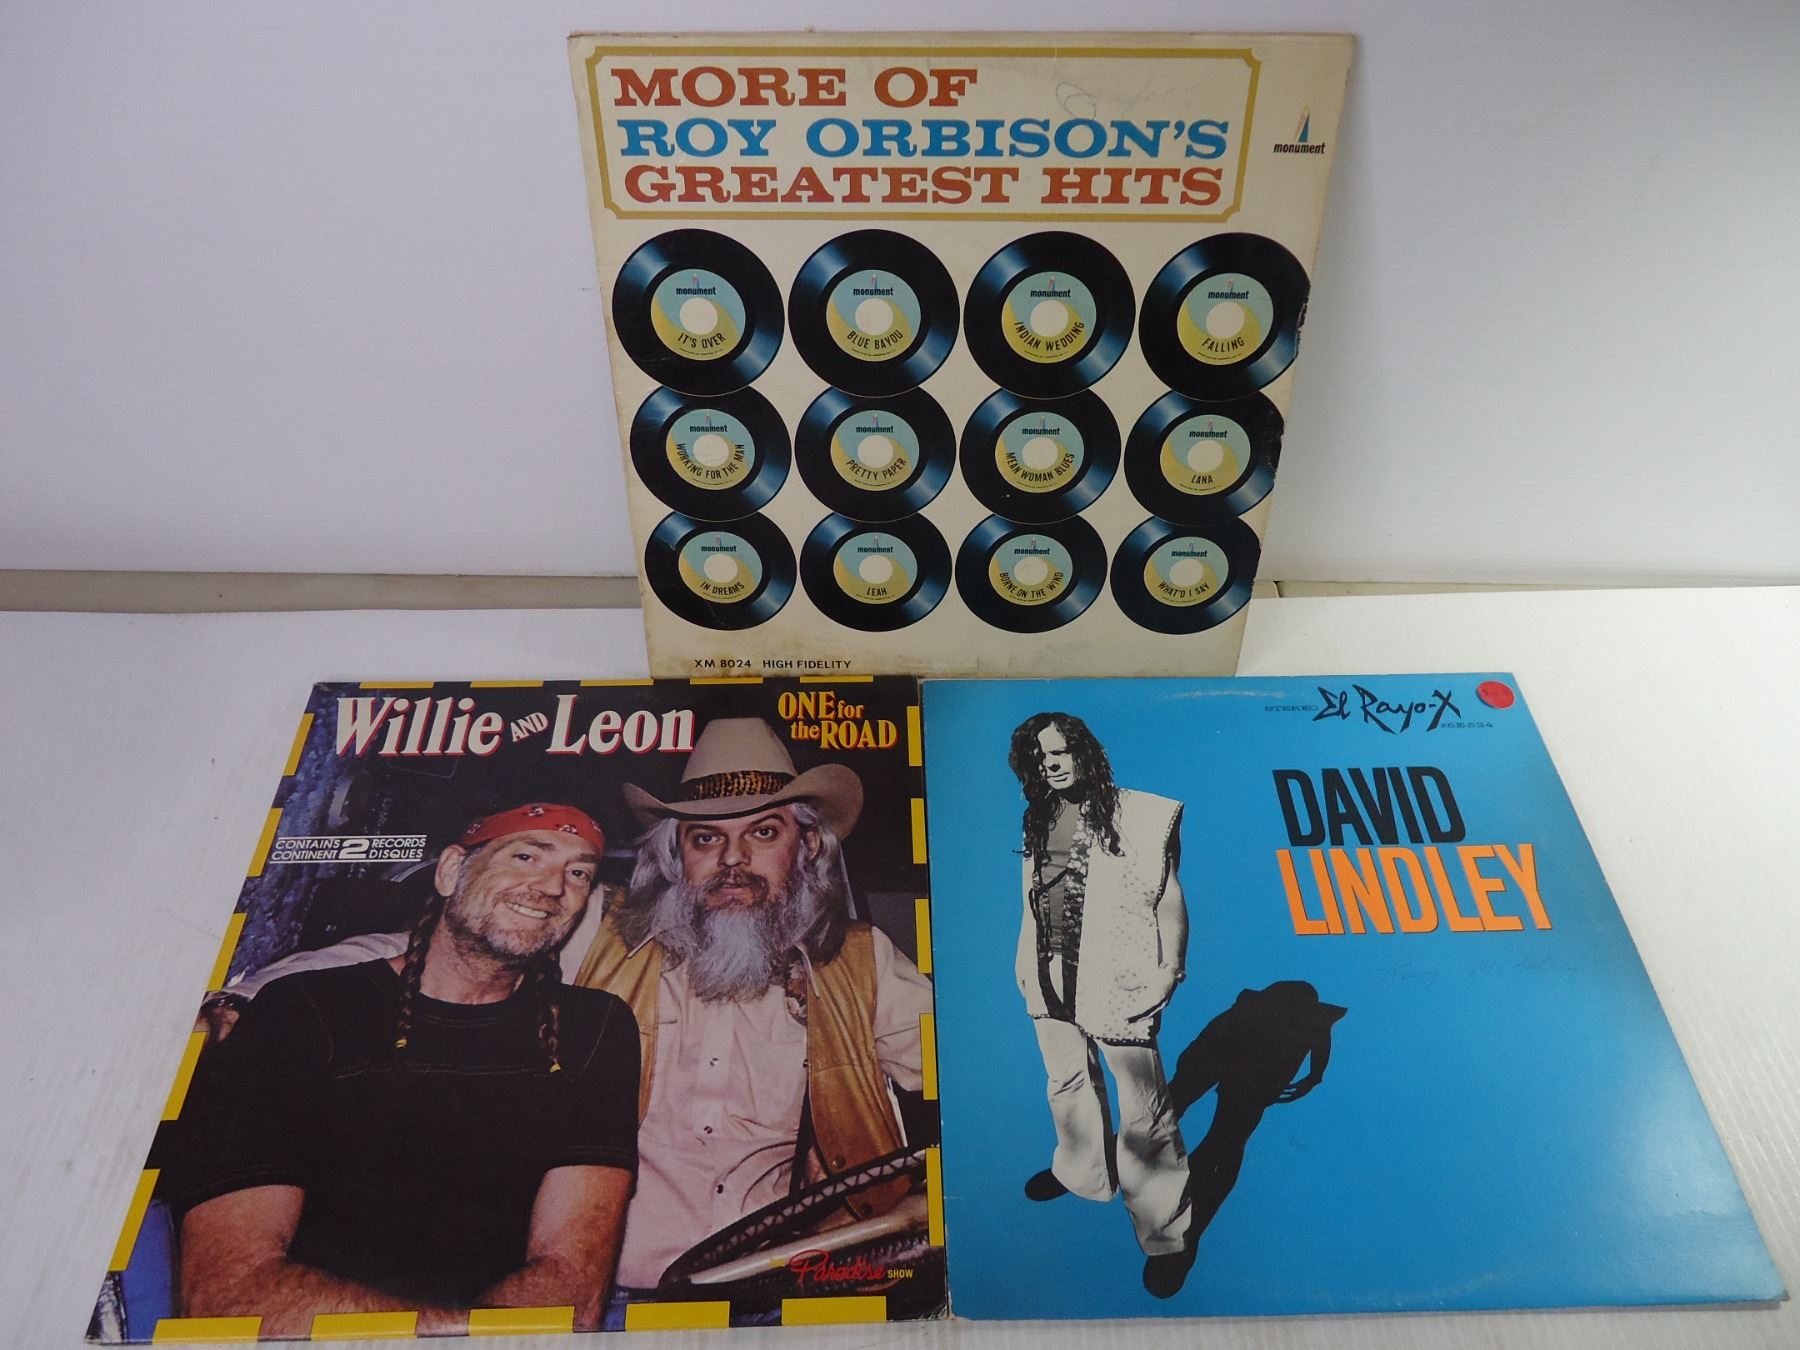 MORE OF
ROY ORBISON'S
GREATEST HITS
monument
monument
IT'S OVER
monument
BLUE BAYOU
monument
INDIAN WEDDING
monument
FALLING
monument
WORKING FOR THE MAN
monument
PRETTY PAPER
monument
MEAN WOMAN BLUES
monument
LANA
monument
IN DREAMS
monument
LEAH
monument
BORNE ON THE WIND
monument
WHAT'D I SAY
XM 8024 HIGH FIDELITY
Willie AND Leon
ONE for
the ROAD
CONTAINS 2 RECORDS
CONTINENT DISQUES
Paradise SHOW
STEREO El Rayo-X
X5E-524
DAVID
LINDLEY